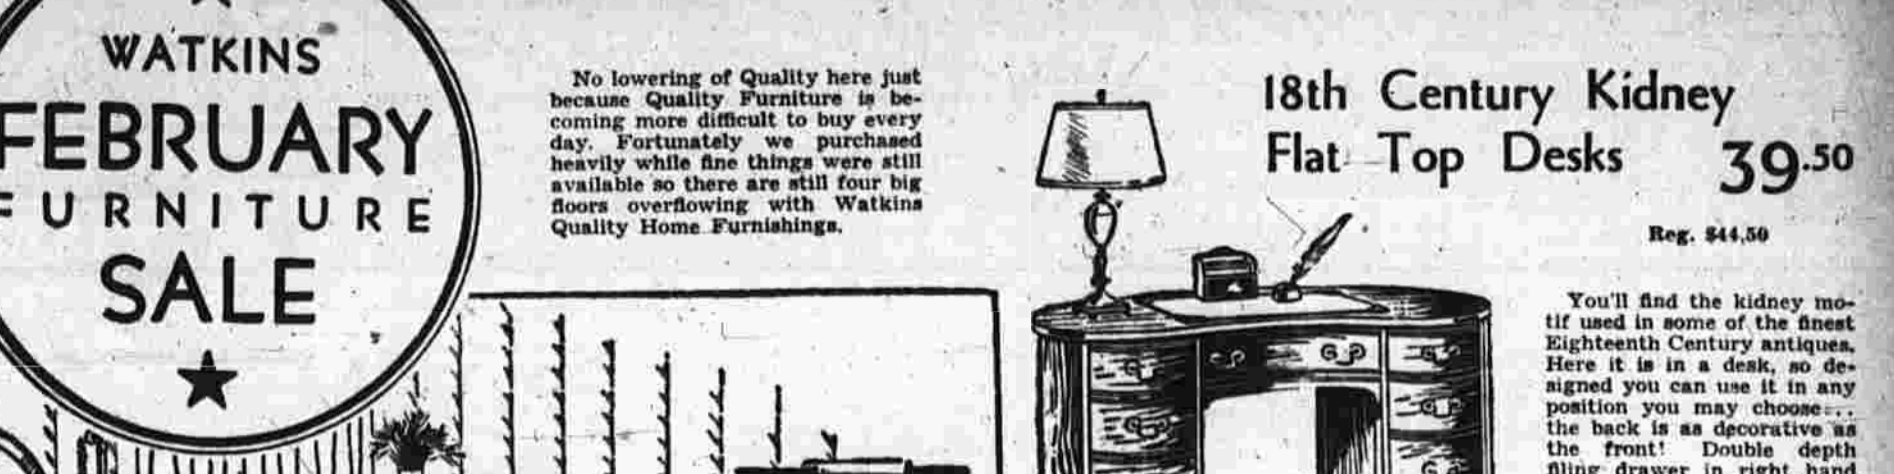 WATKINS
FEBRUARY
FURNITURE
SALE
No lowering of Quality here just
because Quality Furniture is be-
coming more difficult to buy every
day. Fortunately we purchased
heavily while fine things were still
available so there are still four big
floors overflowing with Watkins
Quality Home Furnishings.
18th Century Kidney
Flat Top Desks 39.50
Reg. $44.50
You'll find the kidney mo-
tif used in some of the finest
Eighteenth Century antiques.
Here it is in a desk, so de-
signed you can use it in any
position you may choose...
the back is as decorative as
the front! Double depth
filing drawer in right hand